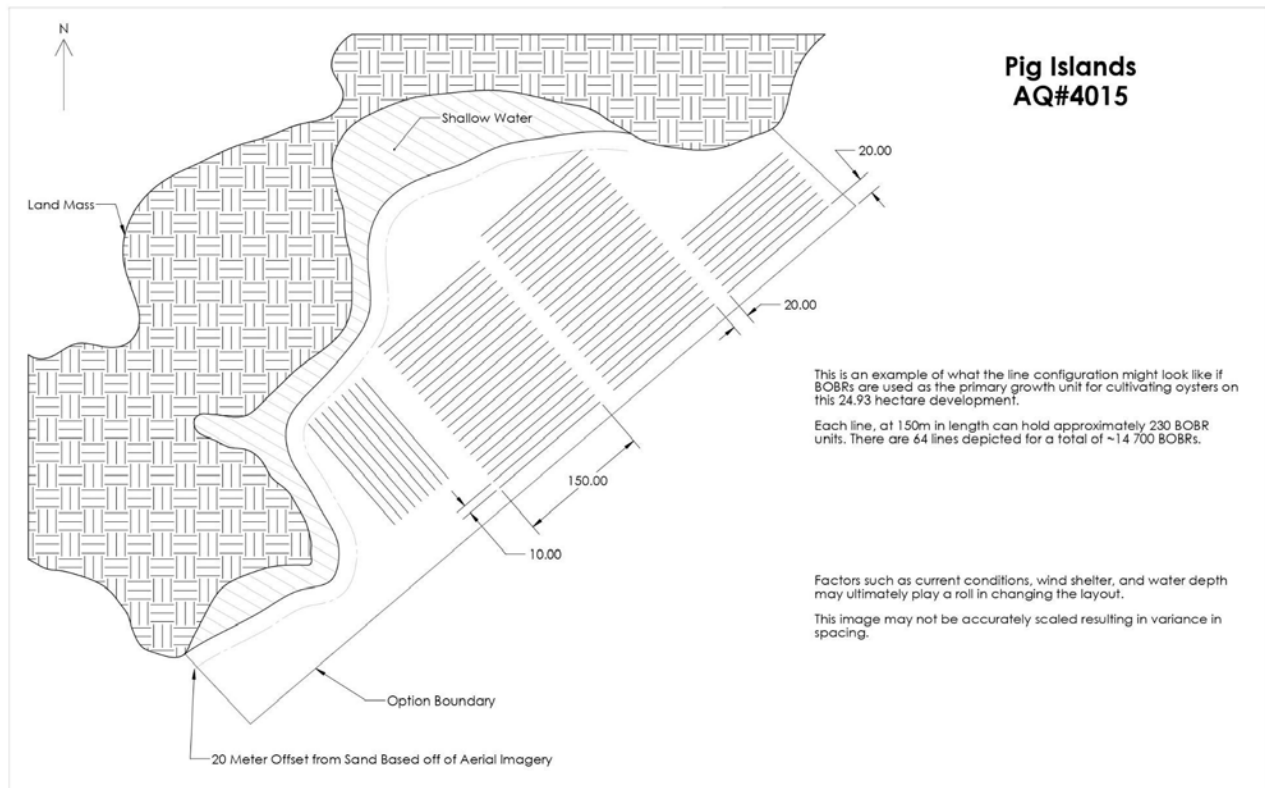 N
Pig Islands
AQ#4015
Shallow Water
20.00
Land Mass
20.00
This is an example of what the line configuration might look like if
BOBRs are used as the primary growth unit for cultivating oysters on
this 24.93 hectare development.
Each line, at 150m in length can hold approximately 230 BOBR
units. There are 64 lines depicted for a total of ~14 700 BOBRs.
150.00
10.00
Factors such as current conditions, wind shelter, and water depth
may ultimately play a roll in changing the layout.
This image may not be accurately scaled resulting in variance in
spacing.
Option Boundary
20 Meter Offset from Sand Based off of Aerial Imagery